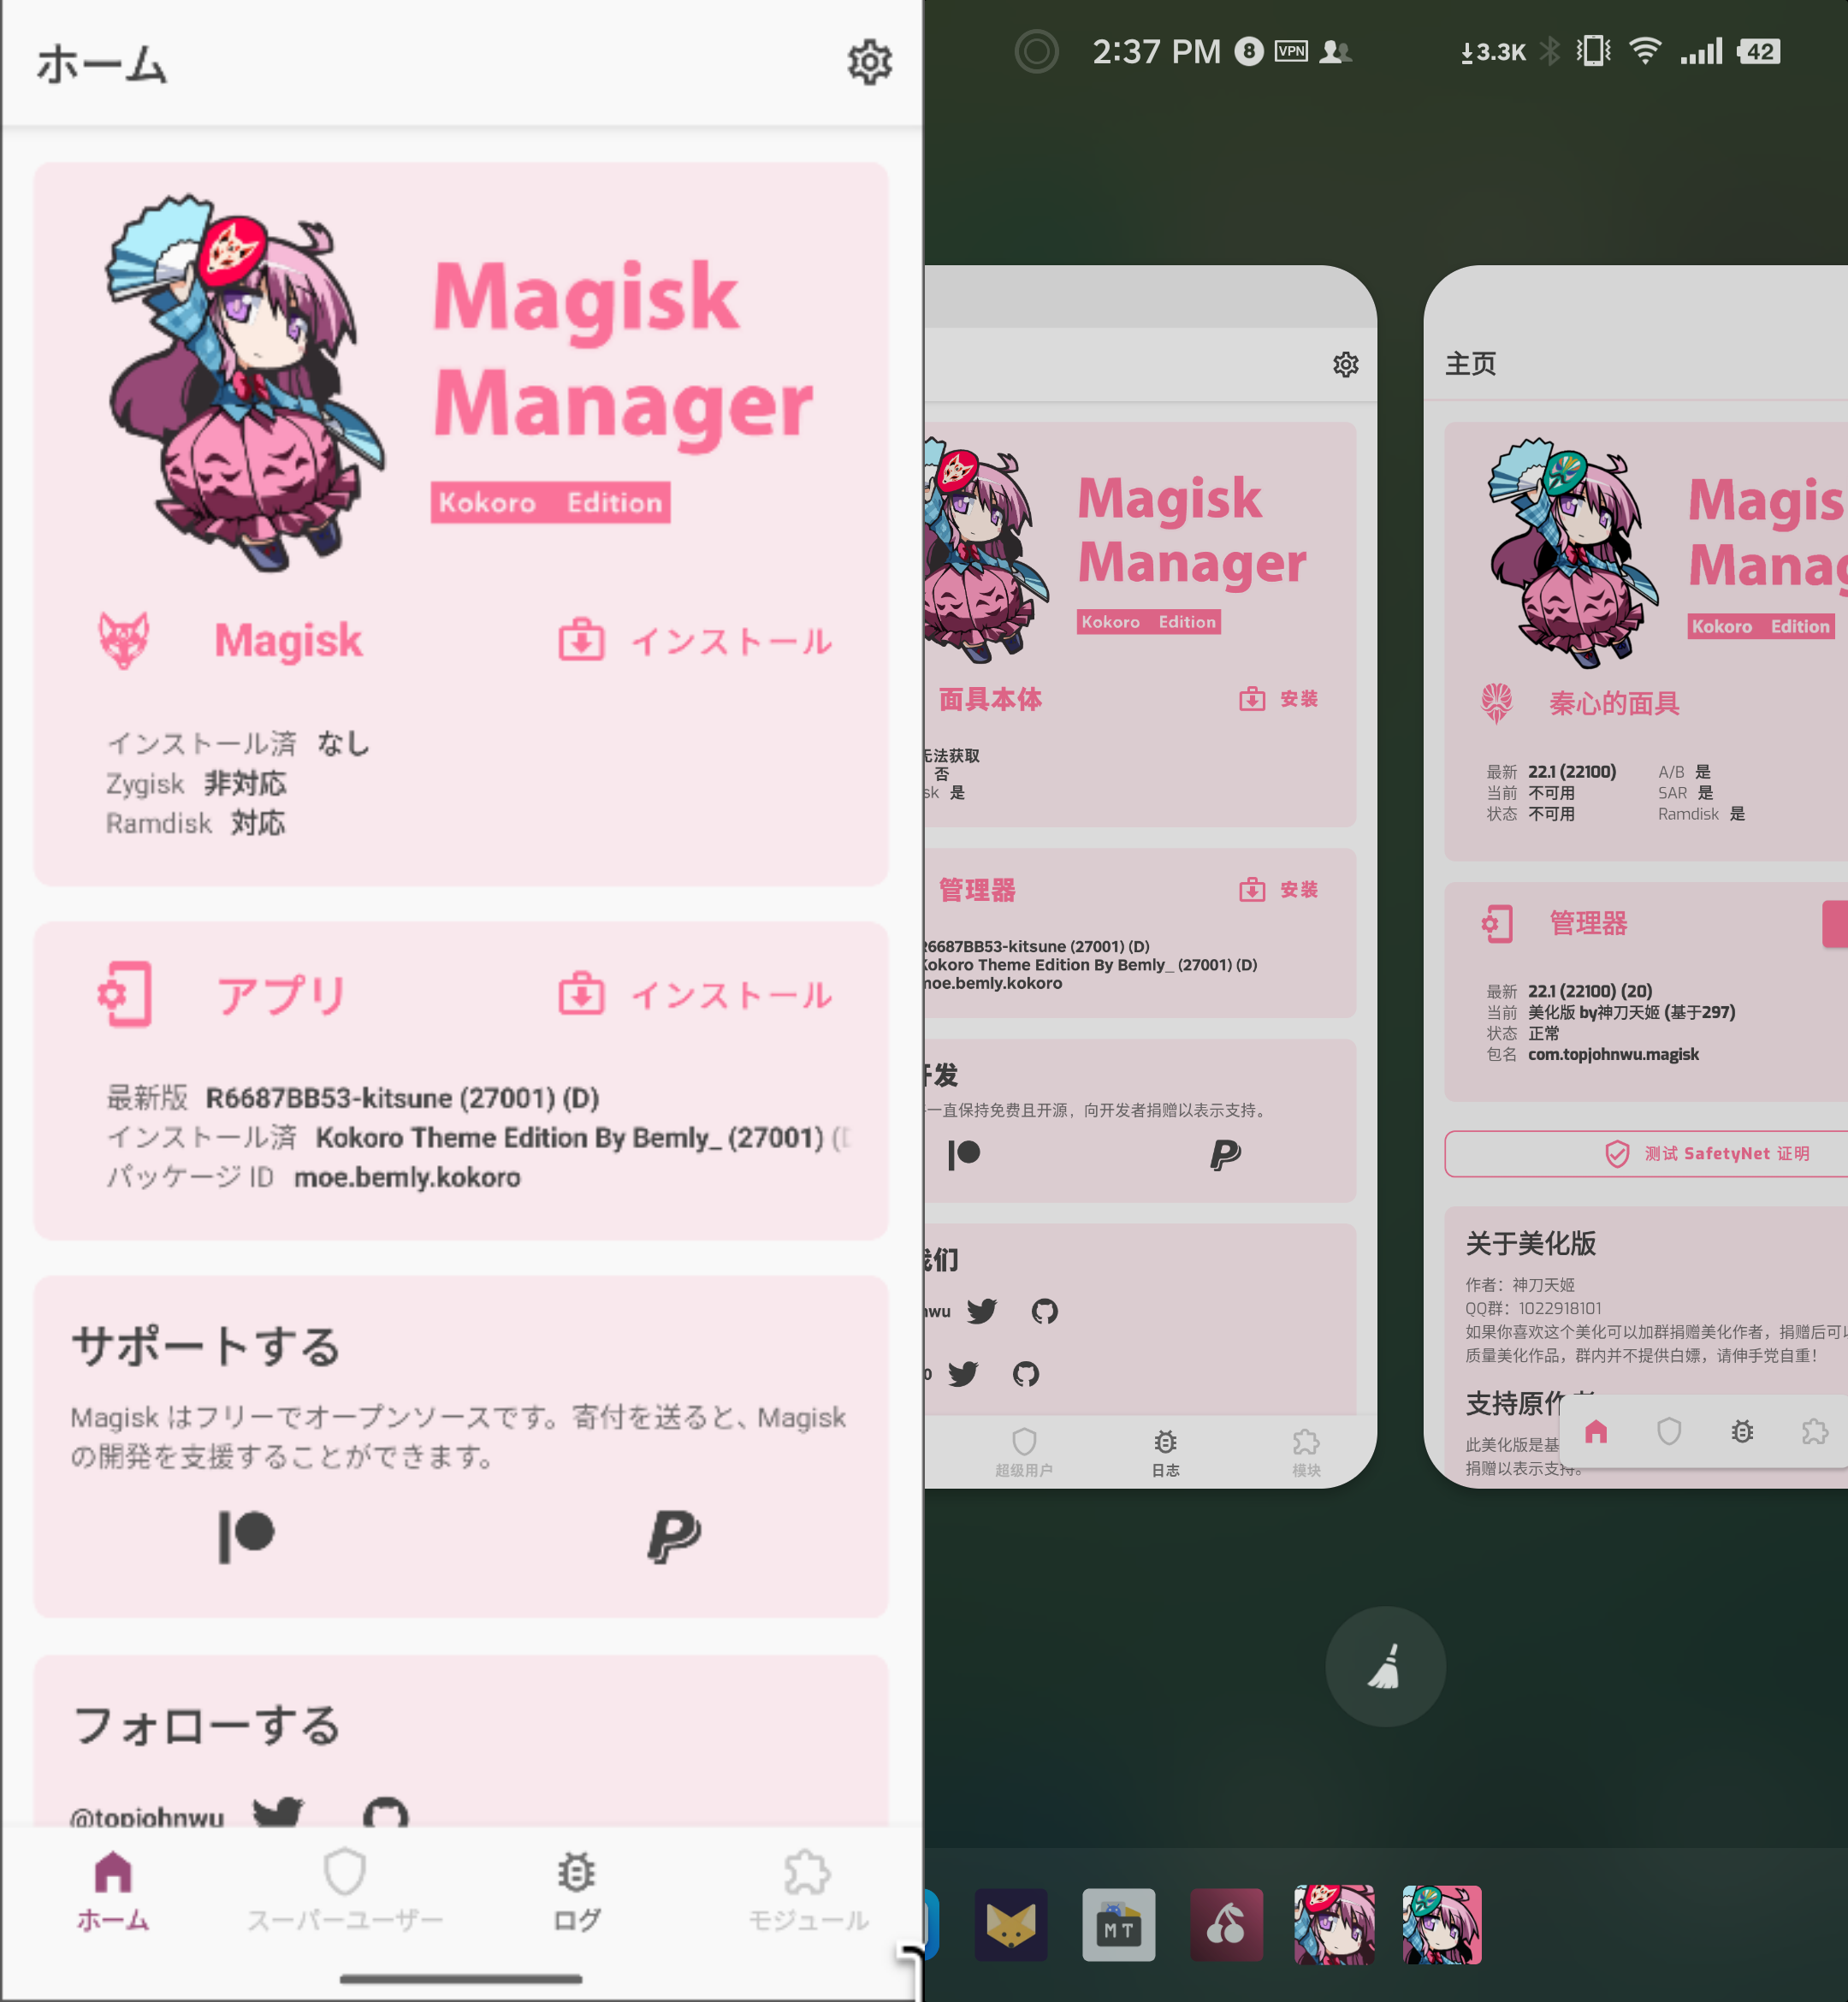 ホーム
Magisk
Manager
Kokoro Edition
Magisk
インストール
インストール済 なし
Zygisk 非対応
Ramdisk 対応
アプリ
インストール
最新版 R6687BB53-kitsune (27001) (D)
インストール済 Kokoro Theme Edition By Bemly_ (27001)
パッケージ ID moe.bemly.kokoro
サポートする
Magisk はフリーでオープンソースです。寄付を送ると、Magisk
の開発を支援することができます。
フォローする
@topjohnwu
ホーム
スーパーユーザー
ログ
モジュール
2:37 PM 8 VPN
3.3K
42
Magisk
Manager
Kokoro Edition
面具本体
安装
无法获取
否
sk 是
管理器
安装
R6687BB53-kitsune (27001) (D)
Kokoro Theme Edition By Bemly_ (27001) (D)
moe.bemly.kokoro
开发
一直保持免费且开源，向开发者捐赠以表示支持。
我们
wu
0
超级用户
日志
模块
主页
Magis
Manag
Kokoro Edition
秦心的面具
最新 22.1 (22100)
当前 不可用
状态 不可用
A/B 是
SAR 是
Ramdisk 是
管理器
最新 22.1 (22100) (20)
当前 美化版 by神刀天姬 (基于297)
状态 正常
包名 com.topjohnwu.magisk
测试 SafetyNet 证明
关于美化版
作者：神刀天姬
QQ群：1022918101
如果你喜欢这个美化可以加群捐赠美化作者，捐赠后可以
质量美化作品，群内并不提供白嫖，请伸手党自重！
支持原作者
此美化版是基
捐赠以表示支持。
MT